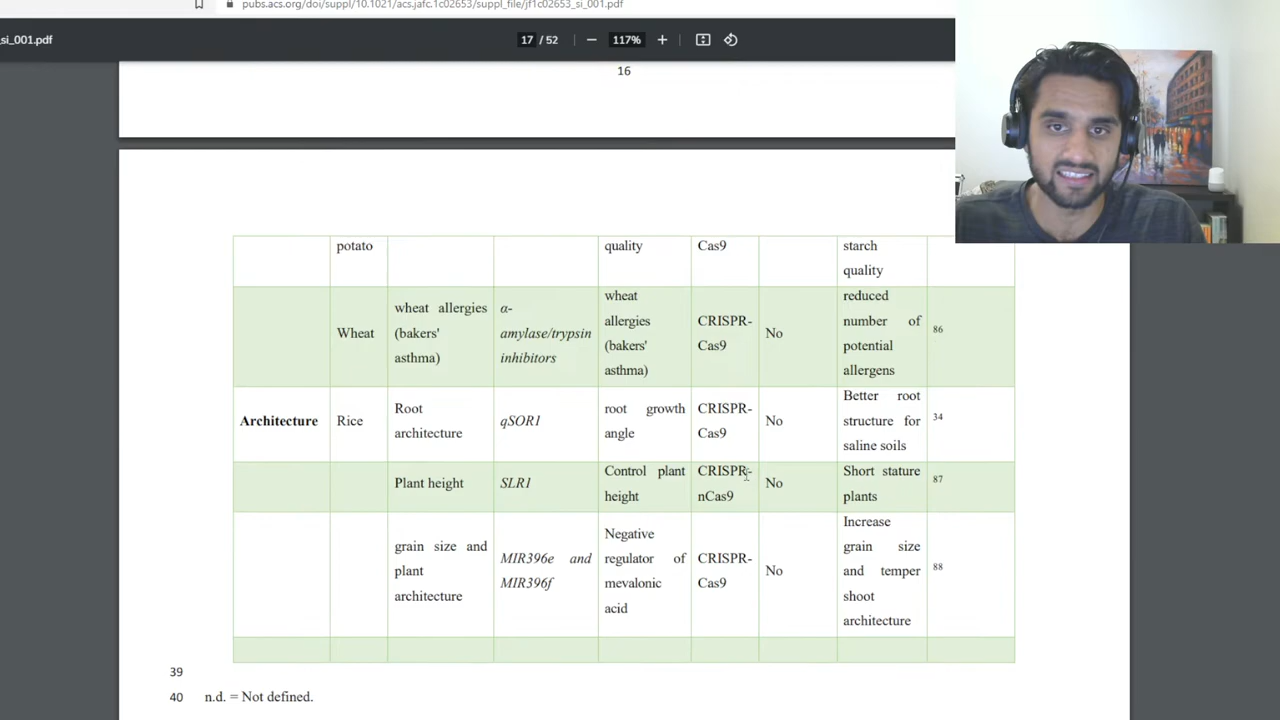 pubs.acs.org/doi/suppl/10.1021/acs.jafc.1c02653/suppl_file/jf1c02653_si_001.pdf
_si_001.pdf
17 / 52
117%
16
potato
quality
Cas9
starch
quality
Wheat
wheat allergies
(bakers'
asthma)
α-
amylase/trypsin
inhibitors
wheat
allergies
(bakers'
asthma)
CRISPR-
Cas9
No
reduced
number of
potential
allergens
86
Architecture
Rice
Root
architecture
qSOR1
root growth
angle
CRISPR-
Cas9
No
Better root
structure for
saline soils
34
Plant height
SLR1
Control plant
height
CRISPR-
nCas9
No
Short stature
plants
87
grain size and
plant
architecture
MIR396e and
MIR396f
Negative
regulator of
mevalonic
acid
CRISPR-
Cas9
No
Increase
grain size
and temper
shoot
architecture
88
39
40 n.d. = Not defined.